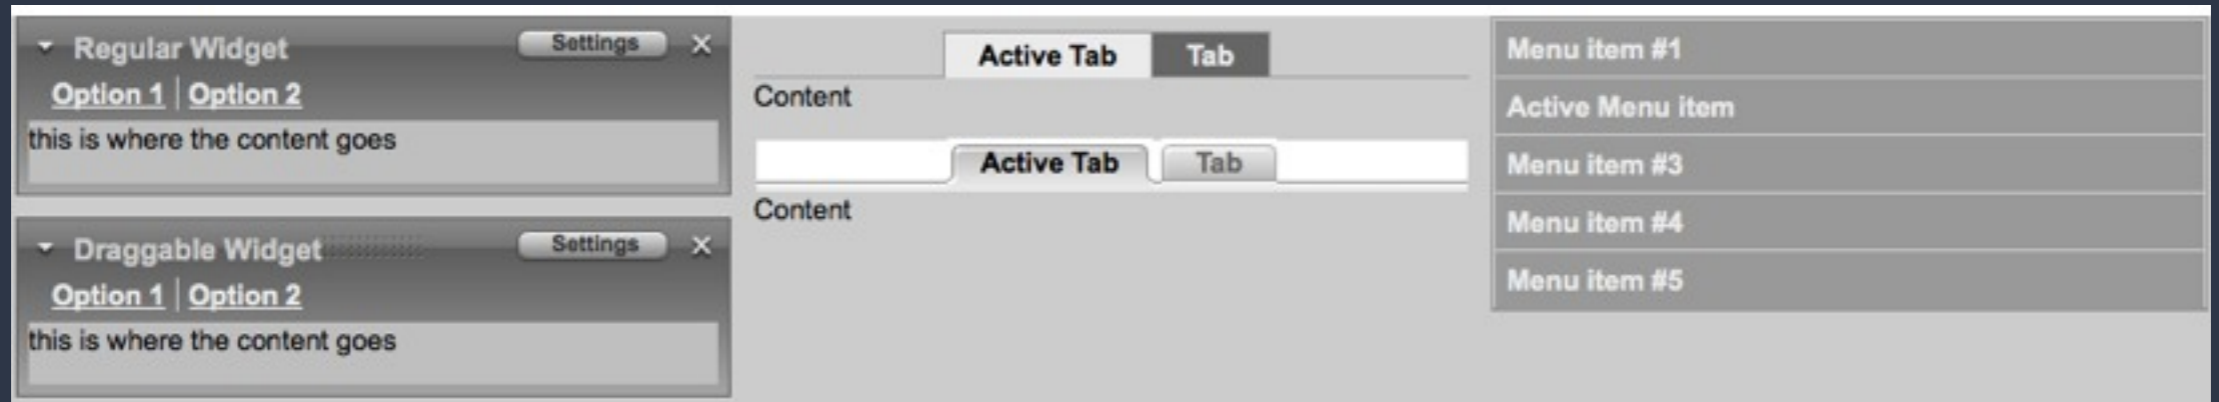 Regular Widget Settings ×
Option 1 | Option 2
this is where the content goes
Draggable Widget Settings ×
Option 1 | Option 2
this is where the content goes
Active Tab Tab
Content
Active Tab Tab
Content
Menu item #1
Active Menu item
Menu item #3
Menu item #4
Menu item #5